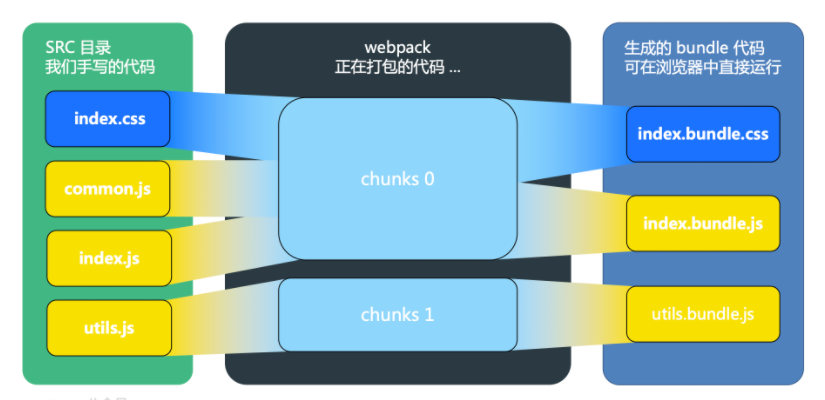 SRC 目录
我们手写的代码
index.css
common.js
index.js
utils.js
webpack
正在打包的代码 ...
chunks 0
chunks 1
生成的 bundle 代码
可在浏览器中直接运行
index.bundle.css
index.bundle.js
utils.bundle.js